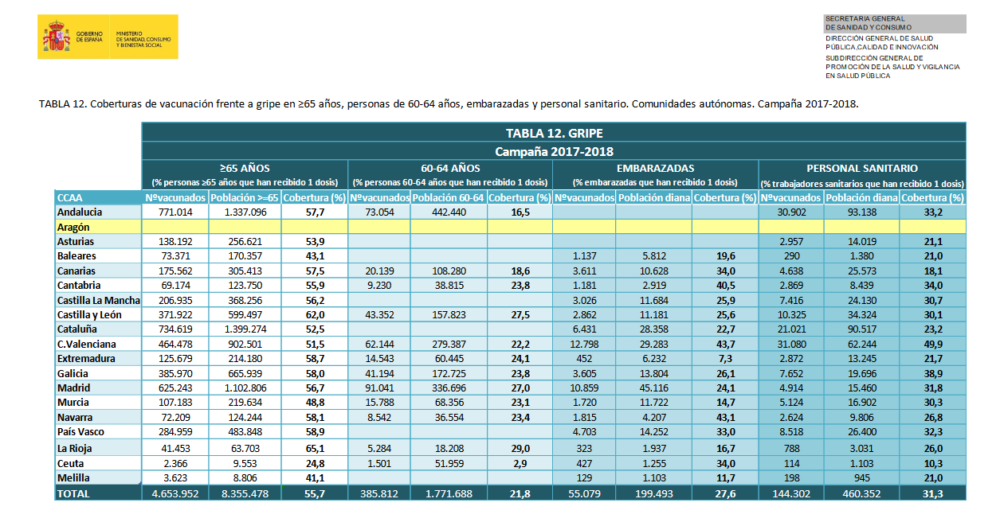 GOBIERNO
DE ESPAÑA
MINISTERIO
DE SANIDAD, CONSUMO
Y BIENESTAR SOCIAL
SECRETARIA GENERAL
DE SANIDAD Y CONSUMO
DIRECCIÓN GENERAL DE SALUD
PÚBLICA,CALIDAD E INNOVACIÓN
SUBDIRECCIÓN GENERAL DE
PROMOCIÓN DE LA SALUD Y VIGILANCIA
EN SALUD PÚBLICA
TABLA 12. Coberturas de vacunación frente a gripe en ≥65 años, personas de 60-64 años, embarazadas y personal sanitario. Comunidades autónomas. Campaña 2017-2018.
TABLA 12. GRIPE
Campaña 2017-2018
≥65 AÑOS 60-64 AÑOS EMBARAZADAS PERSONAL SANITARIO
(% personas ≥65 años que han recibido 1 dosis) (% personas 60-64 años que han recibido 1 dosis) (% embarazadas que han recibido 1 dosis) (% trabajadores sanitarios que han recibido 1 dosis)
CCAA Nºvacunados Población >=65 Cobertura (%) Nºvacunados Población 60-64 Cobertura (%) Nºvacunados Población diana Cobertura (%) Nºvacunados Población diana Cobertura (%)
Andalucia 771.014 1.337.096 57,7 73.054 442.440 16,5 30.902 93.138 33,2
Aragón
Asturias 138.192 256.621 53,9 2.957 14.019 21,1
Baleares 73.371 170.357 43,1 1.137 5.812 19,6 290 1.380 21,0
Canarias 175.562 305.413 57,5 20.139 108.280 18,6 3.611 10.628 34,0 4.638 25.573 18,1
Cantabria 69.174 123.750 55,9 9.230 38.815 23,8 1.181 2.919 40,5 2.869 8.439 34,0
Castilla La Mancha 206.935 368.256 56,2 3.026 11.684 25,9 7.416 24.130 30,7
Castilla y León 371.922 599.497 62,0 43.352 157.823 27,5 2.862 11.181 25,6 10.325 34.324 30,1
Cataluña 734.619 1.399.274 52,5 6.431 28.358 22,7 21.021 90.517 23,2
C.Valenciana 464.478 902.501 51,5 62.144 279.387 22,2 12.798 29.283 43,7 31.080 62.244 49,9
Extremadura 125.679 214.180 58,7 14.543 60.445 24,1 452 6.232 7,3 2.872 13.245 21,7
Galicia 385.970 665.939 58,0 41.194 172.725 23,8 3.605 13.804 26,1 7.652 19.696 38,9
Madrid 625.243 1.102.806 56,7 91.041 336.696 27,0 10.859 45.116 24,1 4.914 15.460 31,8
Murcia 107.183 219.634 48,8 15.788 68.356 23,1 1.720 11.722 14,7 5.124 16.902 30,3
Navarra 72.209 124.244 58,1 8.542 36.554 23,4 1.815 4.207 43,1 2.624 9.806 26,8
País Vasco 284.959 483.848 58,9 4.703 14.252 33,0 8.518 26.400 32,3
La Rioja 41.453 63.703 65,1 5.284 18.208 29,0 323 1.937 16,7 788 3.031 26,0
Ceuta 2.366 9.553 24,8 1.501 51.959 2,9 427 1.255 34,0 114 1.103 10,3
Melilla 3.623 8.806 41,1 129 1.103 11,7 198 945 21,0
TOTAL 4.653.952 8.355.478 55,7 385.812 1.771.688 21,8 55.079 199.493 27,6 144.302 460.352 31,3